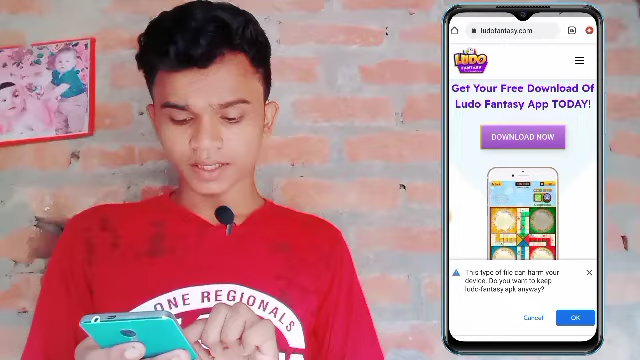 ONE REGIONALS
ludofantasy.com
LUDO
FANTASY
Get Your Free Download Of
Ludo Fantasy App TODAY!
DOWNLOAD NOW
This type of file can harm your
device. Do you want to keep
ludo-fantasy.apk anyway?
Cancel
OK